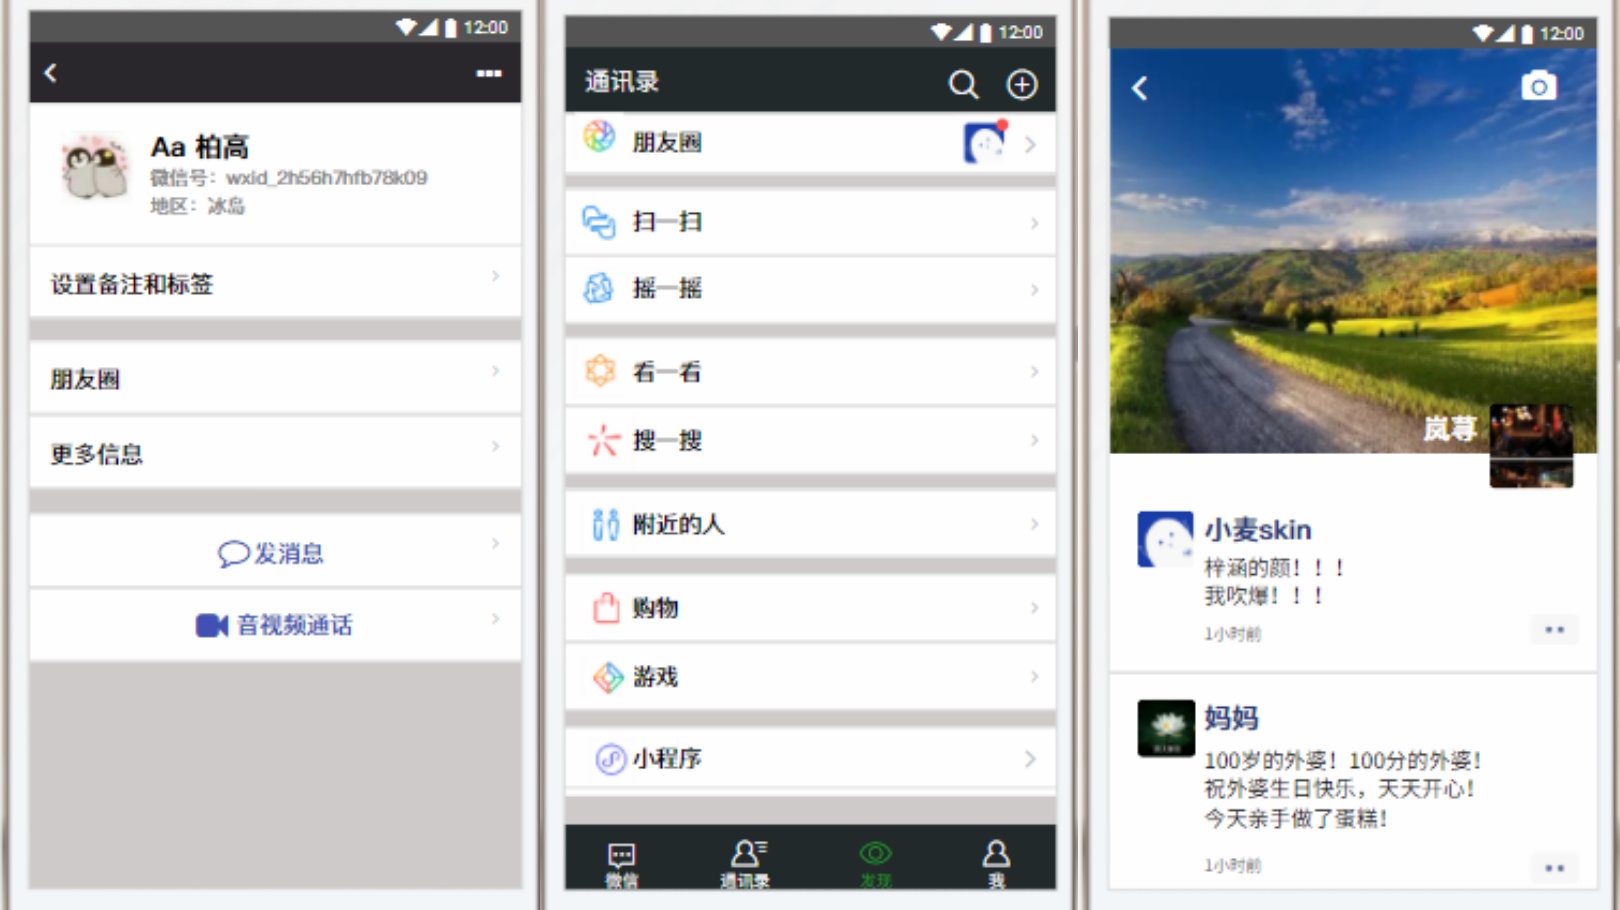 12:00
Aa 柏高
微信号：wxid_2h56h7hfb78k09
地区：冰岛
设置备注和标签
朋友圈
更多信息
发消息
音视频通话
12:00
通讯录
朋友圈
扫一扫
摇一摇
看一看
搜一搜
附近的人
购物
游戏
小程序
微信
通讯录
发现
我
12:00
岚荨
小麦skin
梓涵的颜！！！
我吹爆！！！
1小时前
妈妈
100岁的外婆！100分的外婆！
祝外婆生日快乐，天天开心！
今天亲手做了蛋糕！
1小时前